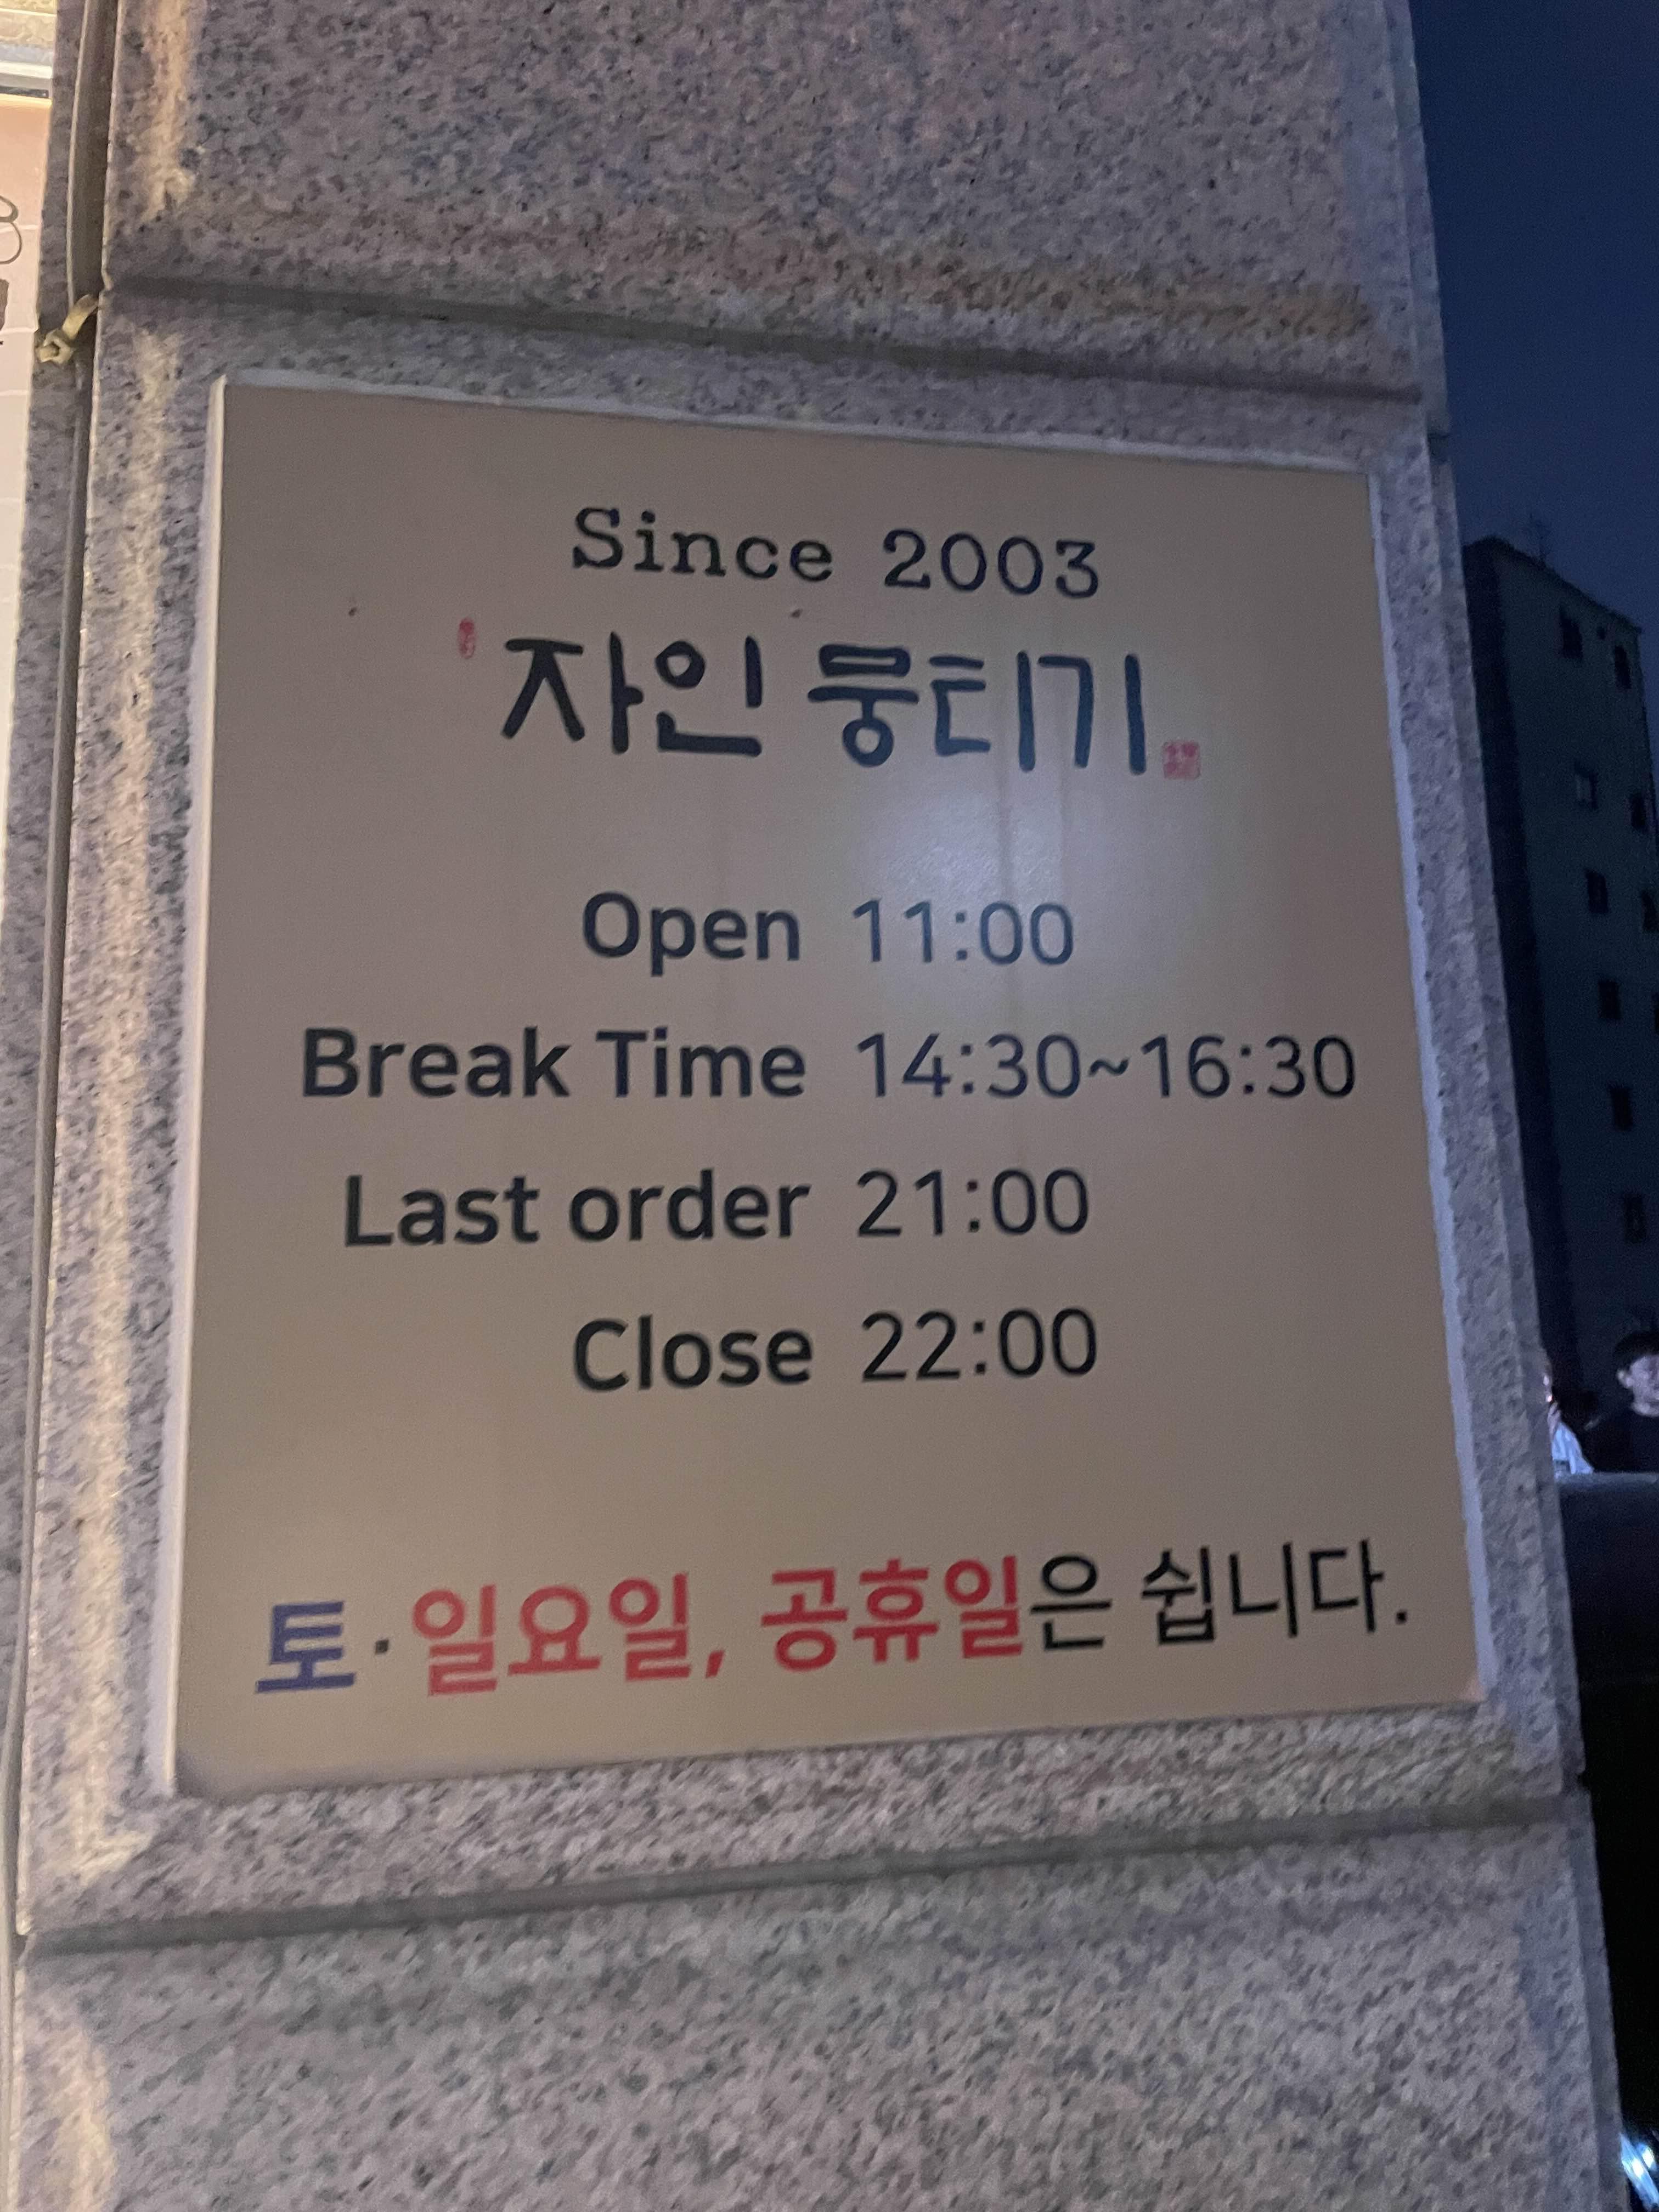 Since 2003
자인 뭉티기
Open 11:00
Break Time 14:30~16:30
Last order 21:00
Close 22:00
토·일요일, 공휴일은 쉽니다.